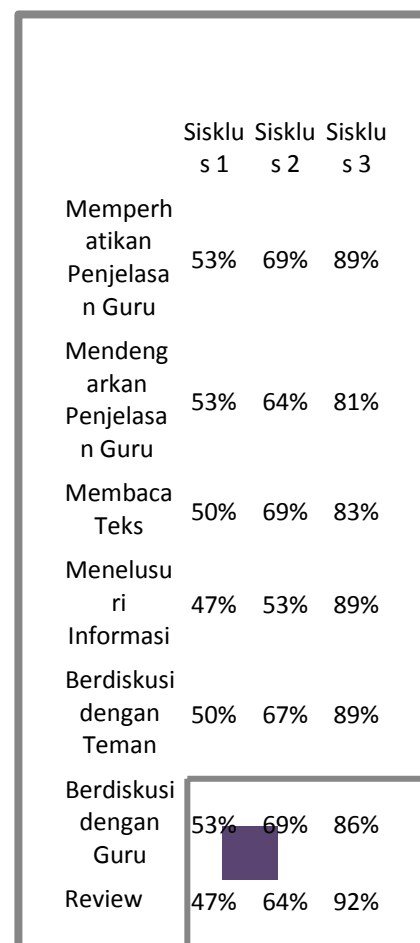 Sisklu Sisklu Sisklu
s 1 s 2 s 3
Memperh
atikan
Penjelasa
n Guru
53% 69% 89%
Mendeng
arkan
Penjelasa
n Guru
53% 64% 81%
Membaca
Teks
50% 69% 83%
Menelusu
ri
Informasi
47% 53% 89%
Berdiskusi
dengan
Teman
50% 67% 89%
Berdiskusi
dengan
Guru
53% 69% 86%
Review 47% 64% 92%